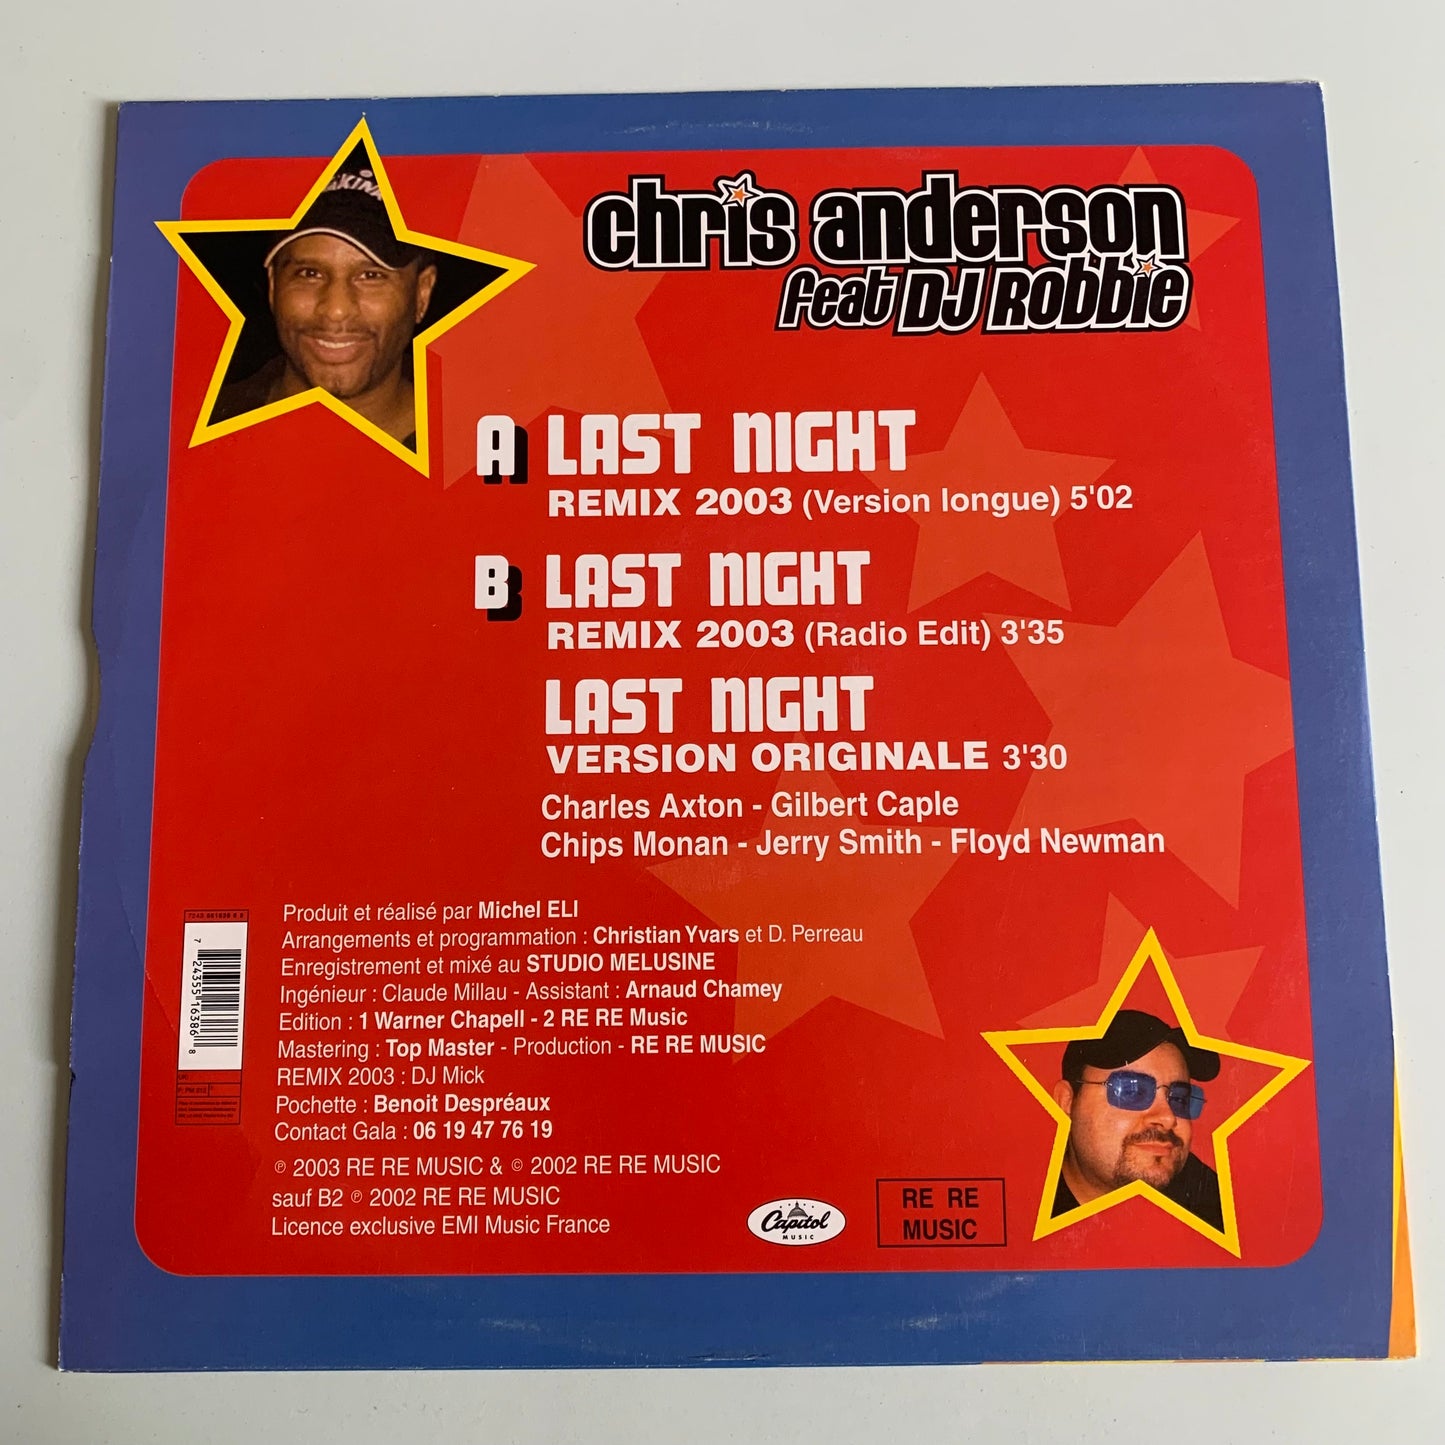 KINA
chris anderson
feat DJ Robbie
A LAST NIGHT
REMIX 2003 (Version longue) 5'02
B LAST NIGHT
REMIX 2003 (Radio Edit) 3'35
LAST NIGHT
VERSION ORIGINALE 3'30
Charles Axton - Gilbert Caple
Chips Monan - Jerry Smith - Floyd Newman
Produit et réalisé par Michel ELI
Arrangements et programmation : Christian Yvars et D. Perreau
Enregistrement et mixé au STUDIO MELUSINE
Ingénieur : Claude Millau - Assistant : Arnaud Chamey
Edition : 1 Warner Chapell - 2 RE RE Music
Mastering : Top Master - Production - RE RE MUSIC
REMIX 2003 : DJ Mick
Pochette : Benoit Despréaux
Contact Gala : 06 19 47 76 19
℗ 2003 RE RE MUSIC & © 2002 RE RE MUSIC
sauf B2 ℗ 2002 RE RE MUSIC
Licence exclusive EMI Music France
7 24355 16386 8
Capitol
MUSIC
RE RE
MUSIC